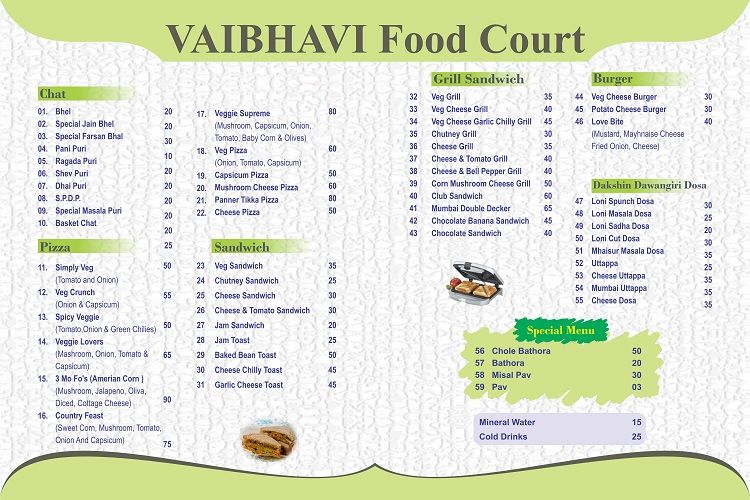 VAIBHAVI Food Court
Chat
01. Bhel 20
02. Special Jain Bhel 20
03. Special Farsan Bhal 30
04. Pani Puri 10
05. Ragada Puri 20
06. Shev Puri 20
07. Dhai Puri 20
08. S.P.D.P. 20
09. Special Masala Puri 20
10. Basket Chat 25
Pizza
11. Simply Veg 50
(Tomato and Onion)
12. Veg Crunch 55
(Onion & Capsicum)
13. Spicy Veggie
(Tomato,Onion & Green Chlies) 50
14. Veggie Lovers
(Mashroom, Onion, Tomato & 65
Capsicum)
15. 3 Mo Fo's (Amerian Corn )
(Mushroom, Jalapeno, Oliva,
Diced, Cottage Cheese) 90
16. Country Feast
(Sweet Corn, Mushroom, Tomato,
Onion And Capsicum) 75
17. Veggie Supreme 80
(Mushroom, Capsicum, Onion,
Tomato, Baby Corn & Olives)
18. Veg Pizza 60
(Onion, Tomato, Capsicum)
19. Capsicum Pizza 50
20. Mushroom Cheese Pizza 60
21. Panner Tikka Pizza 80
22. Cheese Pizza 50
Sandwich
23 Veg Sandwich 35
24 Chutney Sandwich 25
25 Cheese Sandwich 30
26 Cheese & Tomato Sandwich 30
27 Jam Sandwich 20
28 Jam Toast 25
29 Baked Bean Toast 50
30 Cheese Chilly Toast 45
31 Garlic Cheese Toast 45
Grill Sandwich
32 Veg Grill 35
33 Veg Cheese Grill 40
34 Veg Cheese Garlic Chilly Grill 45
35 Chutney Grill 30
36 Cheese Grill 35
37 Cheese & Tomato Grill 40
38 Cheese & Bell Pepper Grill 40
39 Corn Mushroom Cheese Grill 50
40 Club Sandwich 60
41 Mumbai Double Decker 65
42 Chocolate Banana Sandwich 45
43 Chocolate Sandwich 40
Burger
44 Veg Cheese Burger 30
45 Potato Cheese Burger 40
46 Love Bite 30
(Mustard, Mayhnaise Cheese
Fried Onion, Cheese)
Dakshin Dawangiri Dosa
47 Loni Spunch Dosa 30
48 Loni Masala Dosa 25
49 Loni Sadha Dosa 20
50 Loni Cut Dosa 30
51 Mhaisur Masala Dosa 35
52 Uttappa 25
53 Cheese Uttappa 35
54 Mumbai Uttappa 35
55 Cheese Dosa 35
Special Menu
56 Chole Bathora 50
57 Bathora 20
58 Misal Pav 30
59 Pav 03
Mineral Water 15
Cold Drinks 25